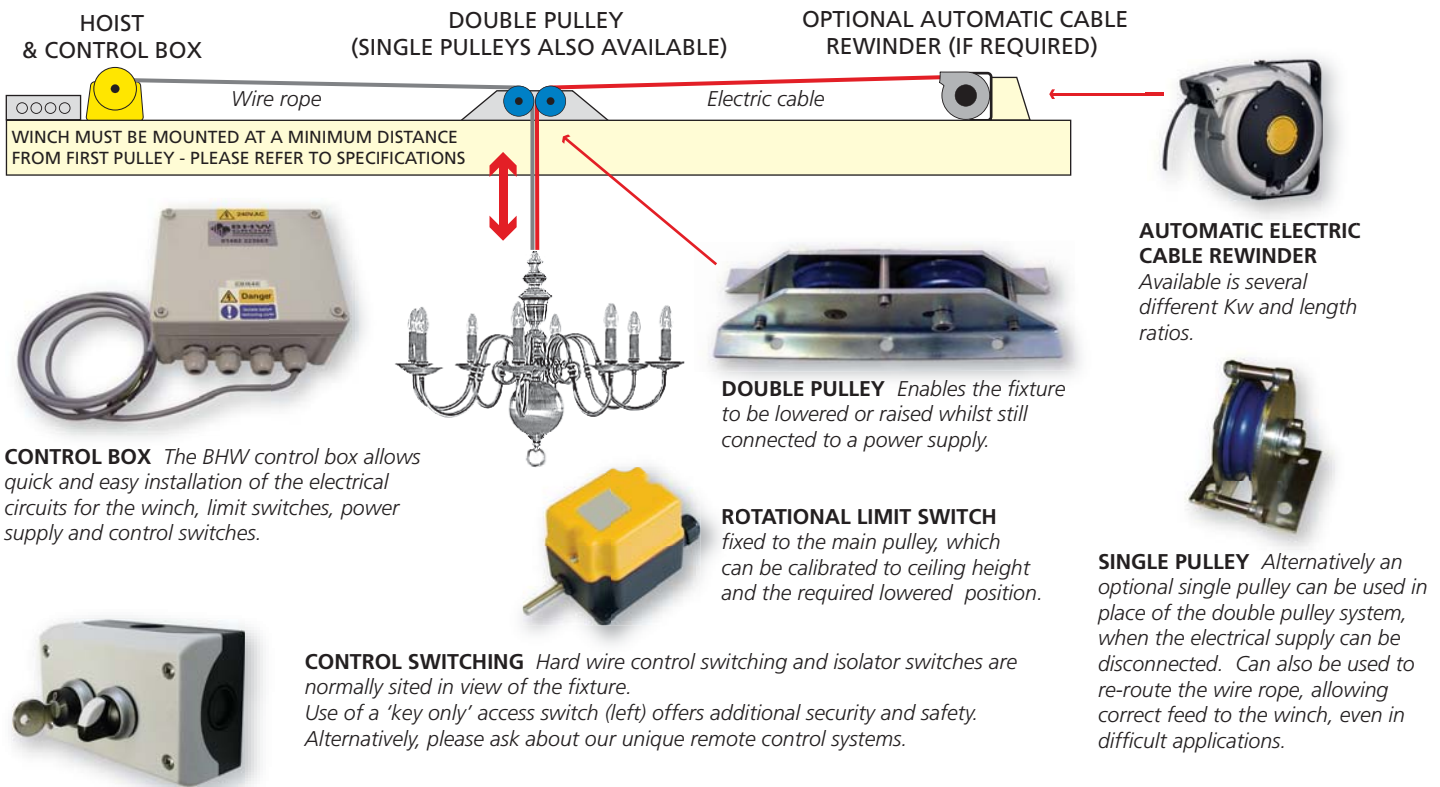 HOIST
& CONTROL BOX
DOUBLE PULLEY
(SINGLE PULLEYS ALSO AVAILABLE)
OPTIONAL AUTOMATIC CABLE
REWINDER (IF REQUIRED)
Wire rope
Electric cable
WINCH MUST BE MOUNTED AT A MINIMUM DISTANCE
FROM FIRST PULLEY - PLEASE REFER TO SPECIFICATIONS
240V.AC
BHW
GROUP
Danger
AUTOMATIC ELECTRIC
CABLE REWINDER
Available is several
different Kw and length
ratios.
DOUBLE PULLEY Enables the fixture
to be lowered or raised whilst still
connected to a power supply.
CONTROL BOX The BHW control box allows
quick and easy installation of the electrical
circuits for the winch, limit switches, power
supply and control switches.
ROTATIONAL LIMIT SWITCH
fixed to the main pulley, which
can be calibrated to ceiling height
and the required lowered position.
SINGLE PULLEY Alternatively an
optional single pulley can be used in
place of the double pulley system,
when the electrical supply can be
disconnected. Can also be used to
re-route the wire rope, allowing
correct feed to the winch, even in
difficult applications.
CONTROL SWITCHING Hard wire control switching and isolator switches are
normally sited in view of the fixture.
Use of a ‘key only’ access switch (left) offers additional security and safety.
Alternatively, please ask about our unique remote control systems.